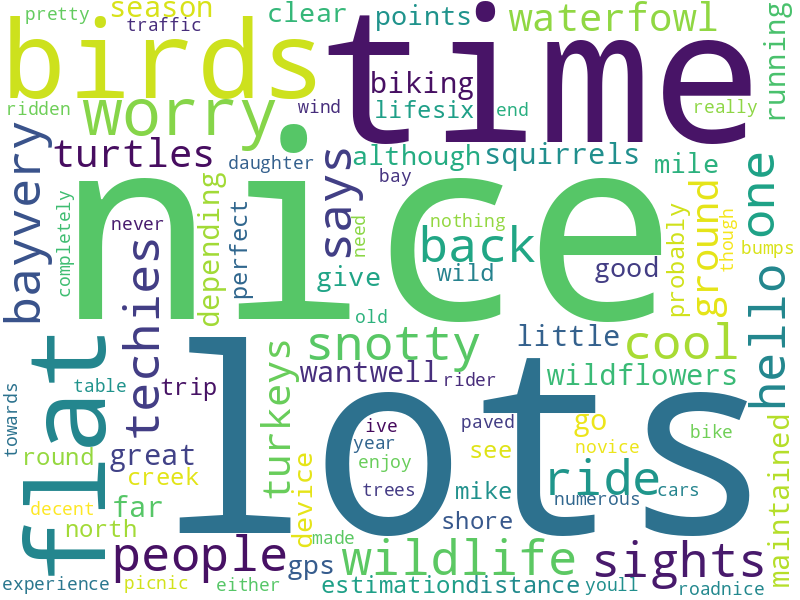 pretty
season
traffic
clear
points
waterfowl
running
birds
time
biking
ridden
worry
wind
lifesix
end
really
bayvery
turtles
daughter
says
although
squirrels
mile
one
bay
nice
completely
never
depending
perfect
need
nothing
back
probably
ground
though
bumps
techies
give
wild
good
old
hello
flat
snotty
little
cool
towards
table
trip
turkeys
wantwell
rider
wildflowers
lots
ive
paved
go
bike
maintained
round
great
year
see
novice
creek
device
enjoy
decent
far
trees
mike
ride
numerous
cars
north
shore
people
made
gps
wildlife
sights
experience
picnic
either
estimationdistance
youll
roadnice